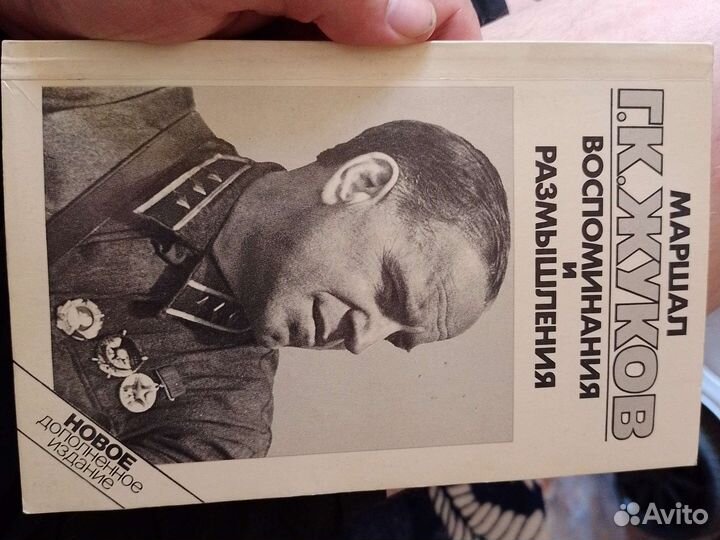 МАРШАЛ
Г.К.ЖУКОВ
ВОСПОМИНАНИЯ
И
РАЗМЫШЛЕНИЯ
НОВОЕ
дополненное
издание
Avito